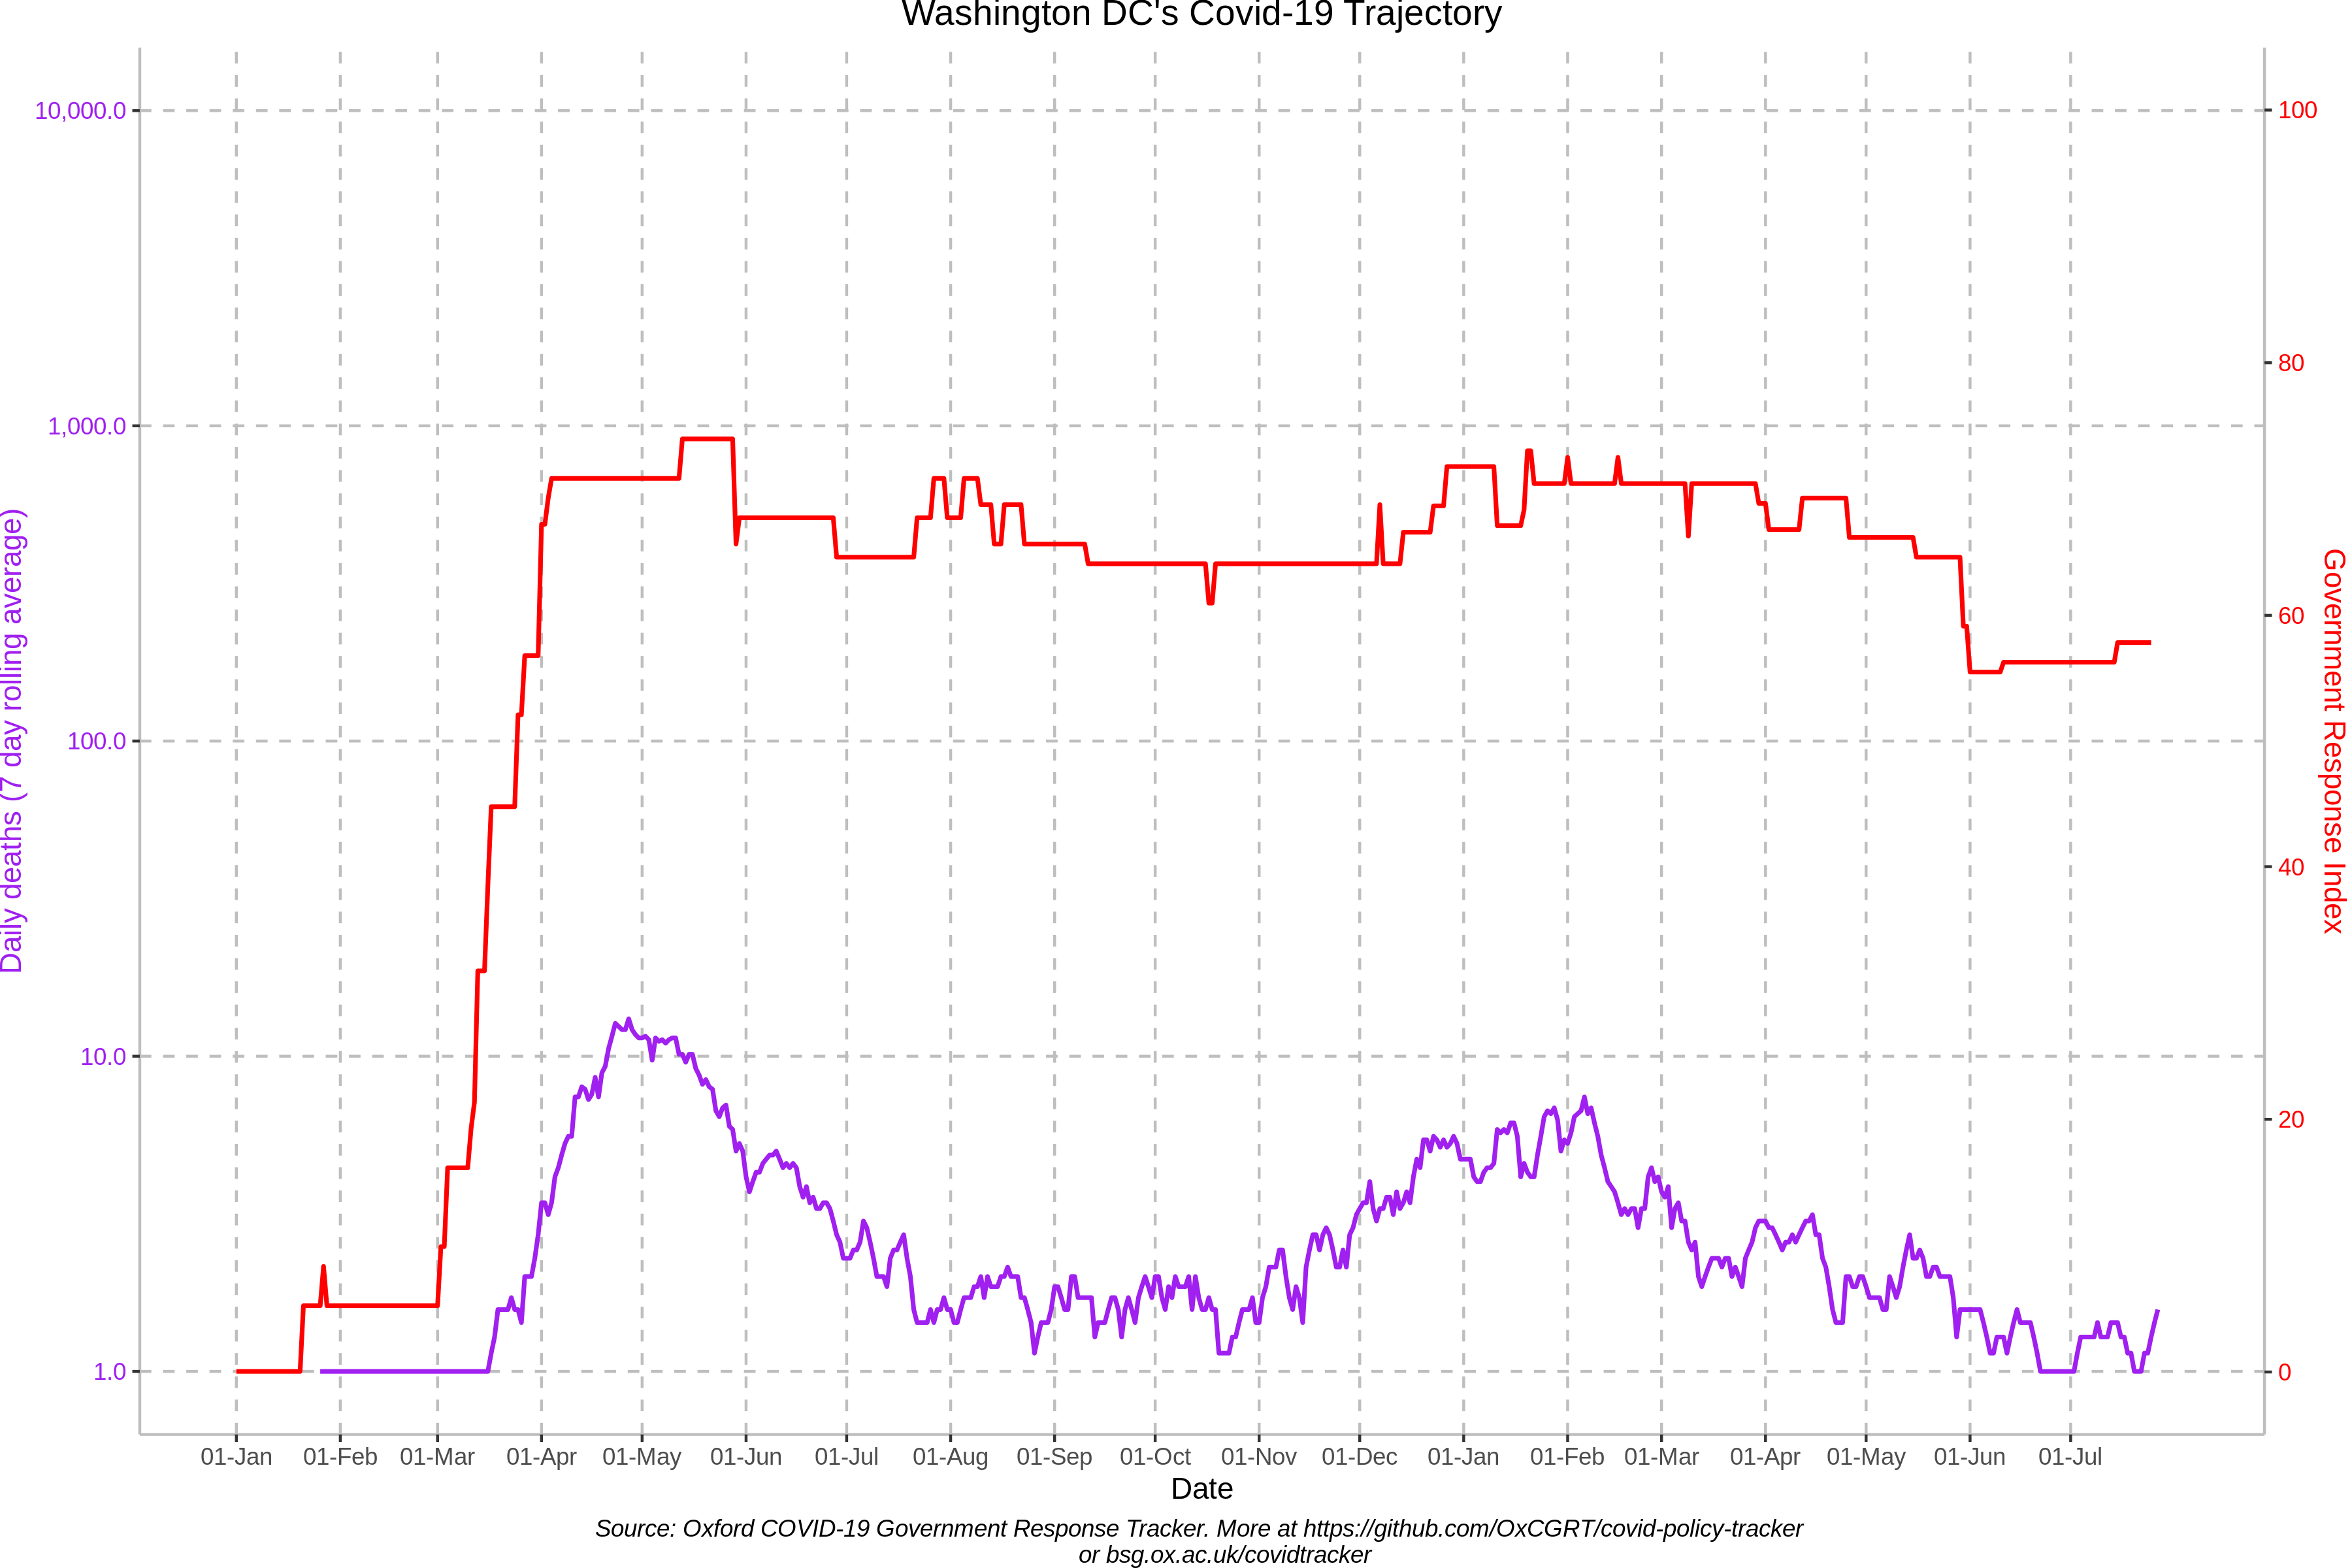 Washington DC's Covid-19 Trajectory
10,000.0
1,000.0
100.0
10.0
1.0
Daily deaths (7 day rolling average)
100
80
60
40
20
0
Government Response Index
01-Jan 01-Feb 01-Mar 01-Apr 01-May 01-Jun 01-Jul 01-Aug 01-Sep 01-Oct 01-Nov 01-Dec 01-Jan 01-Feb 01-Mar 01-Apr 01-May 01-Jun 01-Jul
Date
Source: Oxford COVID-19 Government Response Tracker. More at https://github.com/OxCGRT/covid-policy-tracker
or bsg.ox.ac.uk/covidtracker